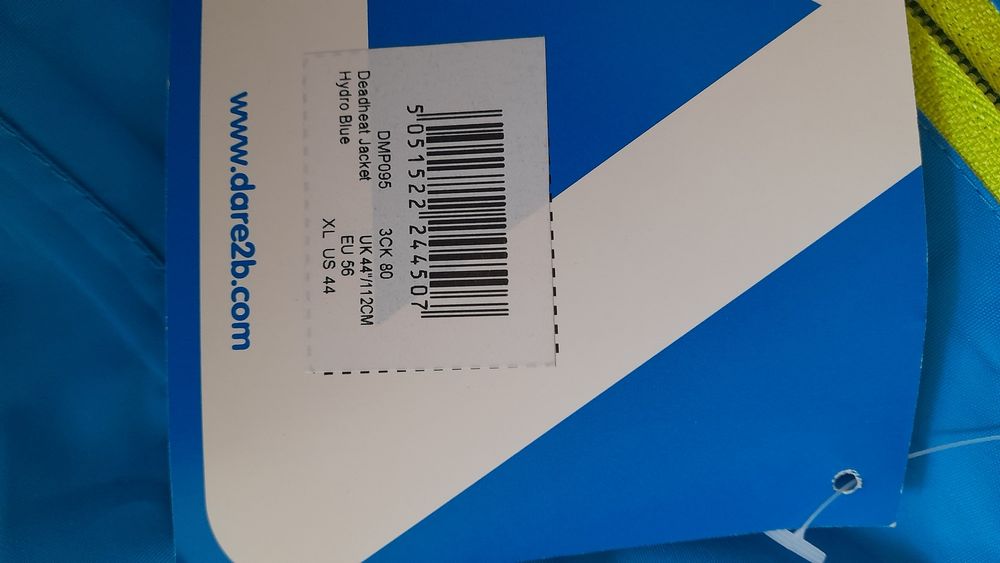 5 051522 244507
DMP095 3CK 80
Deadheat Jacket UK 44"/112CM
Hydro Blue EU 56
XL US 44
www.dare2b.com